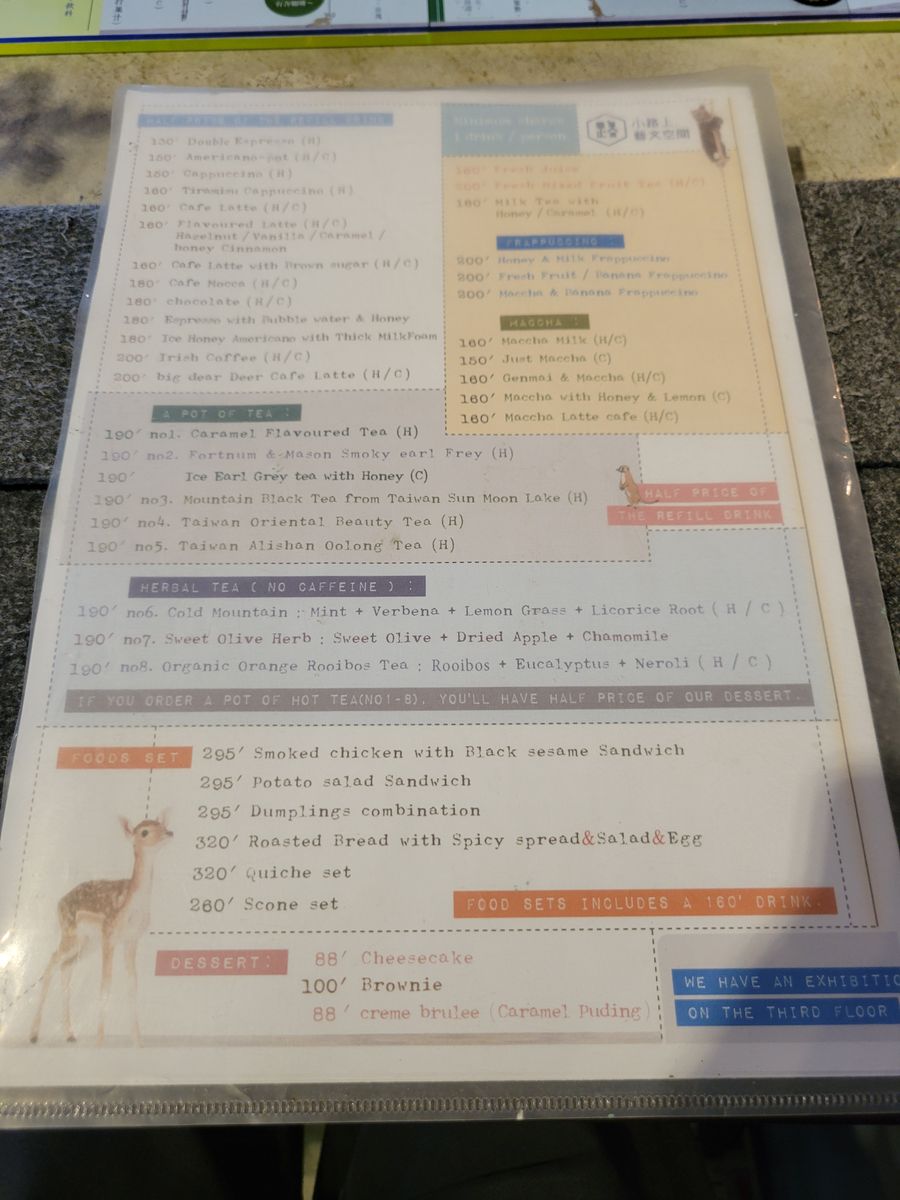 HALF PRICE OF THE REFILL DRINK
130' Double Espresso (H)
150' Americano-pot (H/C)
150' Cappuccino (H)
160' Tiramisu Cappuccino (H)
160' Cafe Latte (H/C)
160' Flavoured Latte (H/C)
Hazelnut / Vanilla / Caramel /
honey Cinnamon
160' Cafe Latte with Brown sugar (H/C)
180' Cafe Mocca (H/C)
180' chocolate (H/C)
180' Espresso with Bubble water & Honey
180' Ice Honey Americano with Thick MilkFoam
200' Irish Coffee (H/C)
200' big dear Deer Cafe Latte (H/C)
Minimum charge
1 drink / person
小路上
藝文空間
160' Fresh Juice
200' Fresh Mixed Fruit Tea (H/C)
160' Milk Tea with
Honey / Caramel (H/C)
FRAPPUCCINO :
200' Honey & Milk Frappuccino
200' Fresh Fruit / Banana Frappuccino
200' Maccha & Banana Frappuccino
MACCHA :
160' Maccha Milk (H/C)
150' Just Maccha (C)
160' Genmai & Maccha (H/C)
160' Maccha with Honey & Lemon (C)
160' Maccha Latte cafe (H/C)
A POT OF TEA :
190' no1. Caramel Flavoured Tea (H)
190' no2. Fortnum & Mason Smoky earl Frey (H)
190' Ice Earl Grey tea with Honey (C)
190' no3. Mountain Black Tea from Taiwan Sun Moon Lake (H)
190' no4. Taiwan Oriental Beauty Tea (H)
190' no5. Taiwan Alishan Oolong Tea (H)
HALF PRICE OF
THE REFILL DRINK
HERBAL TEA ( NO CAFFEINE ) :
190' no6. Cold Mountain : Mint + Verbena + Lemon Grass + Licorice Root ( H / C )
190' no7. Sweet Olive Herb : Sweet Olive + Dried Apple + Chamomile
190' no8. Organic Orange Rooibos Tea : Rooibos + Eucalyptus + Neroli ( H / C )
IF YOU ORDER A POT OF HOT TEA(NO1-8), YOU'LL HAVE HALF PRICE OF OUR DESSERT.
FOODS SET
295' Smoked chicken with Black sesame Sandwich
295' Potato salad Sandwich
295' Dumplings combination
320' Roasted Bread with Spicy spread&Salad&Egg
320' Quiche set
260' Scone set
FOOD SETS INCLUDES A 160' DRINK.
DESSERT:
88' Cheesecake
100' Brownie
88' creme brulee (Caramel Puding)
WE HAVE AN EXHIBITIO
ON THE THIRD FLOOR